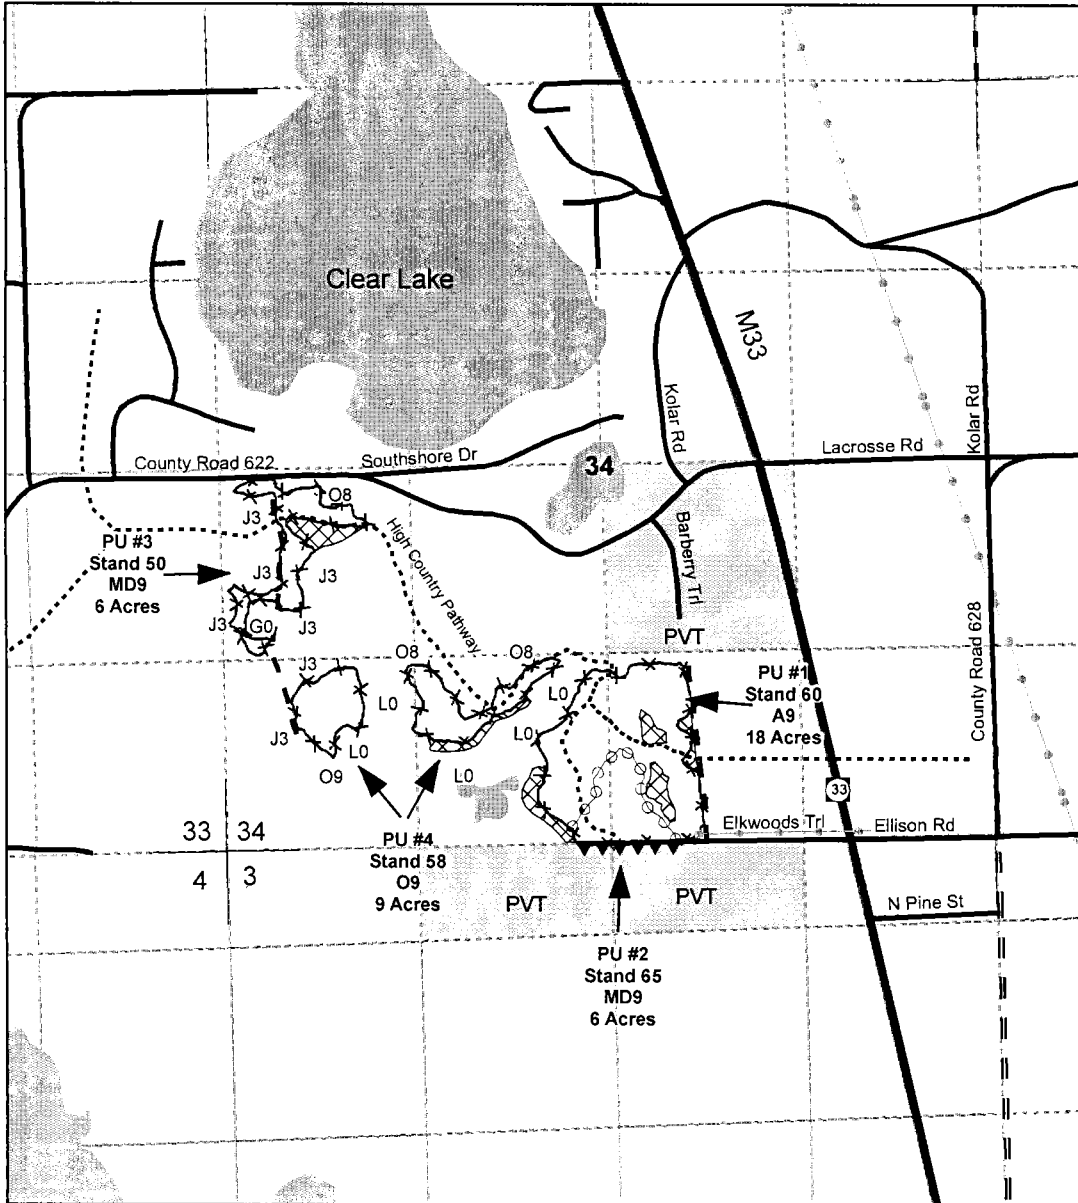 Clear Lake
M33
Kolar Rd
Kolar Rd
Lacrosse Rd
County Road 622
Southshore Dr
34
O8
J3
PU #3
Stand 50
MD9
6 Acres
High Country Pathway
Barberry Trl
J3
J3
J3
G0
J3
County Road 628
PVT
J3
O8
O8
PU #1
Stand 60
A9
18 Acres
L0
L0
J3
L0
L0
O9
L0
33
Elkwoods Trl
Ellison Rd
33
34
4
3
PU #4
Stand 58
O9
9 Acres
PVT
PVT
N Pine St
PU #2
Stand 65
MD9
6 Acres